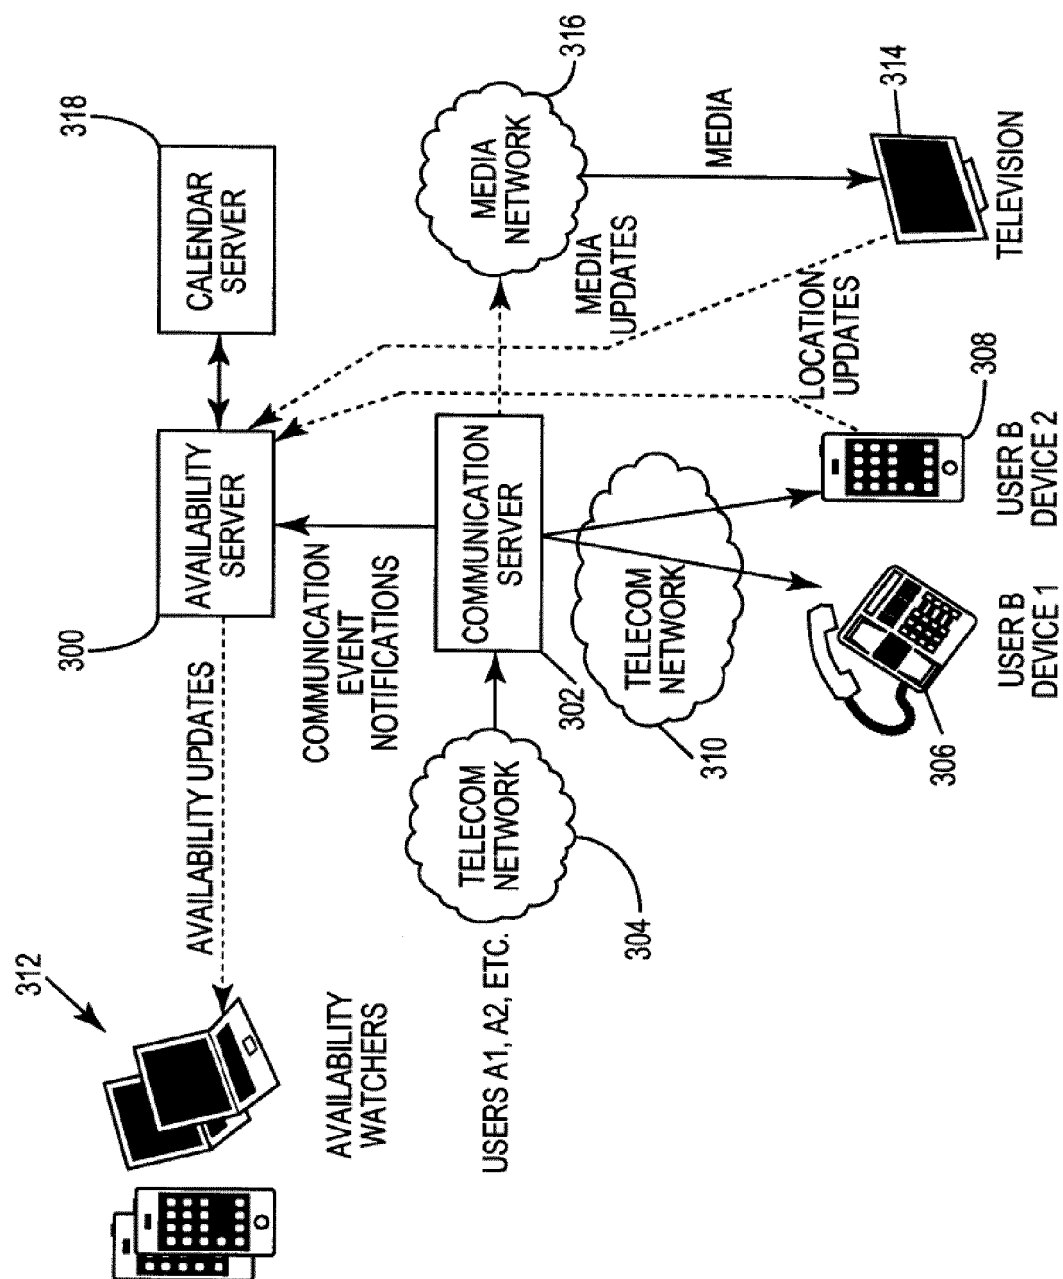 312
AVAILABILITY UPDATES
300
318
AVAILABILITY
SERVER
CALENDAR
SERVER
AVAILABILITY
WATCHERS
COMMUNICATION
EVENT
NOTIFICATIONS
USERS A1, A2, ETC.
TELECOM
NETWORK
304
COMMUNICATION
SERVER
302
MEDIA
NETWORK
316
MEDIA
UPDATES
TELECOM
NETWORK
310
MEDIA
LOCATION
UPDATES
306
308
314
USER B
DEVICE 1
USER B
DEVICE 2
TELEVISION